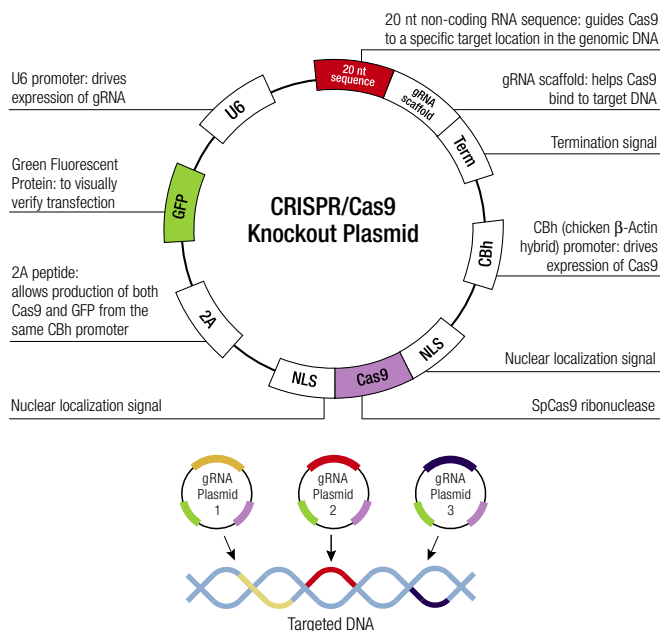 20 nt non-coding RNA sequence: guides Cas9
to a specific target location in the genomic DNA
U6 promoter: drives
expression of gRNA
gRNA scaffold: helps Cas9
bind to target DNA
Termination signal
Green Fluorescent
Protein: to visually
verify transfection
CBh (chicken β-Actin
hybrid) promoter: drives
expression of Cas9
2A peptide:
allows production of both
Cas9 and GFP from the
same CBh promoter
Nuclear localization signal
Nuclear localization signal
SpCas9 ribonuclease
CRISPR/Cas9
Knockout Plasmid
20 nt
sequence
gRNA
scaffold
Term
CBh
NLS
Cas9
NLS
2A
GFP
U6
gRNA
Plasmid
1
gRNA
Plasmid
2
gRNA
Plasmid
3
Targeted DNA